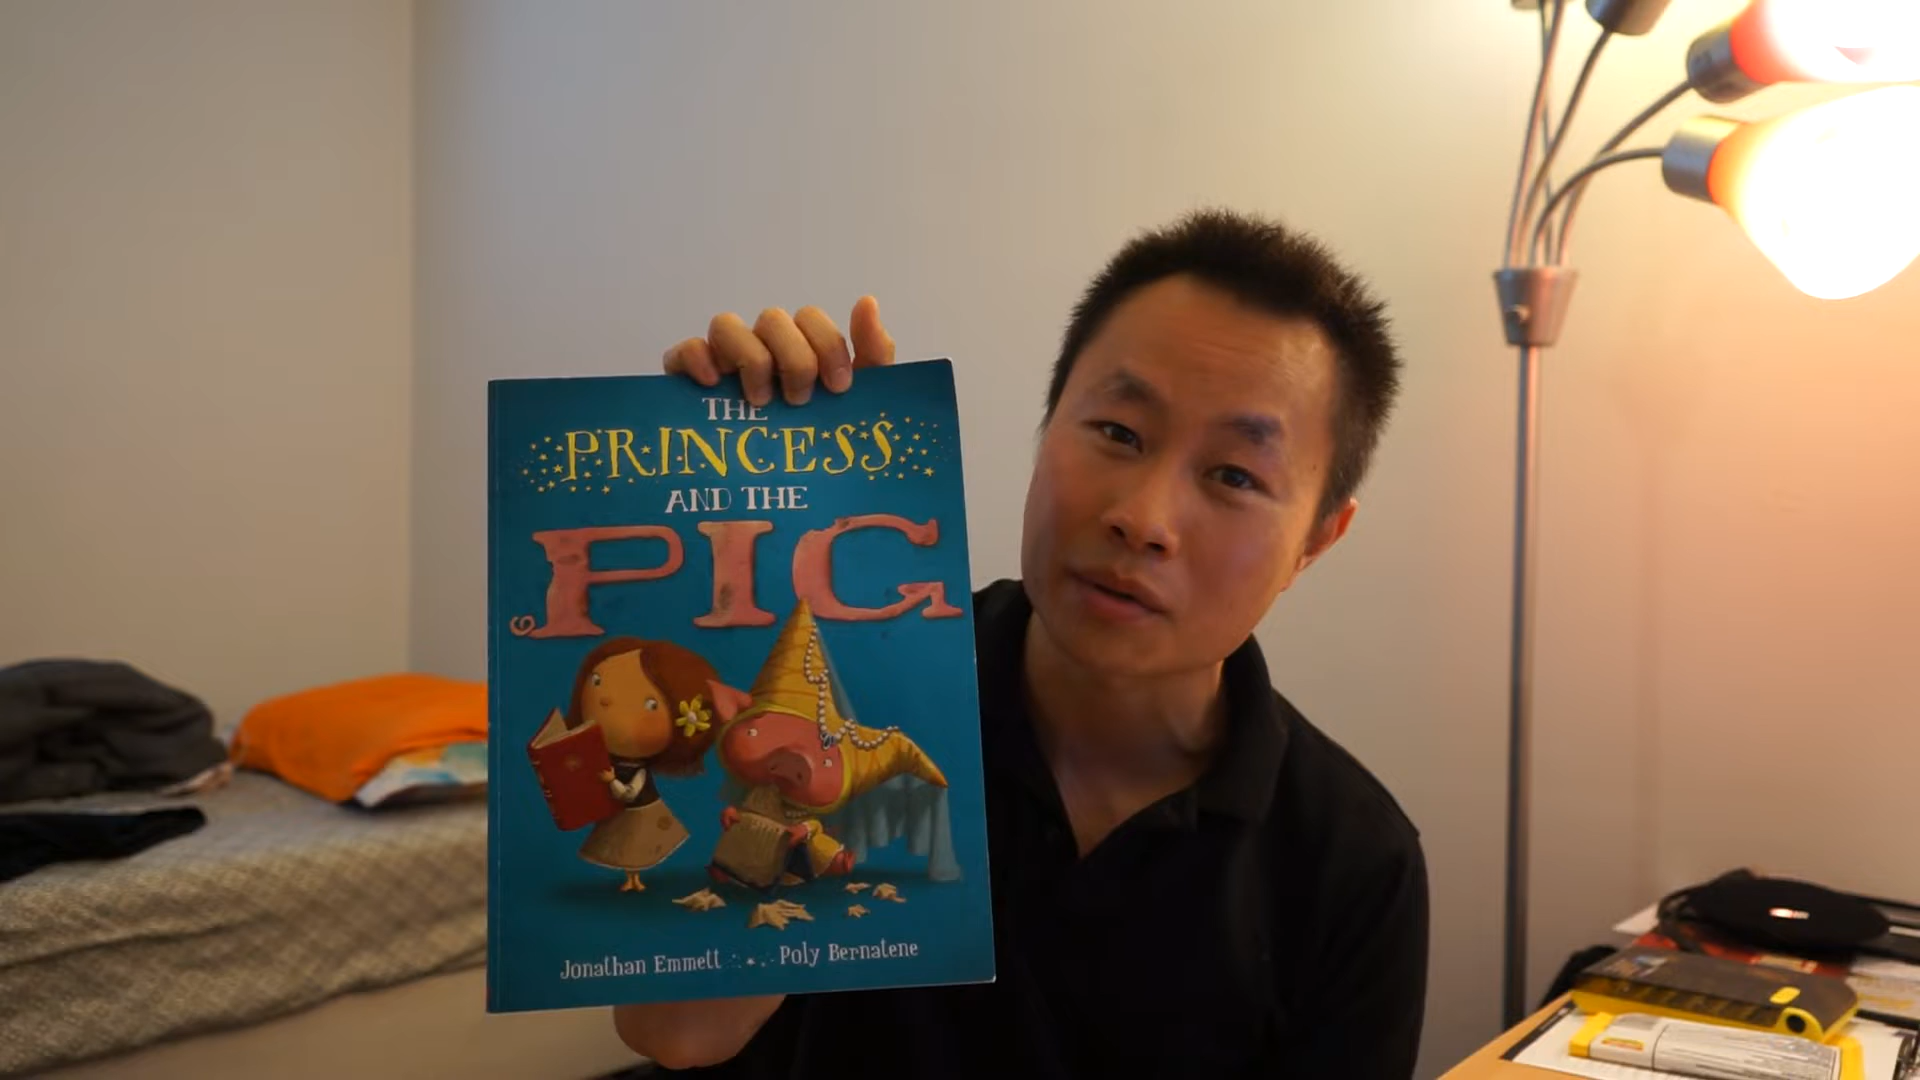 THE
PRINCESS
AND THE
PIG
Jonathan Emmett Poly Bernatene